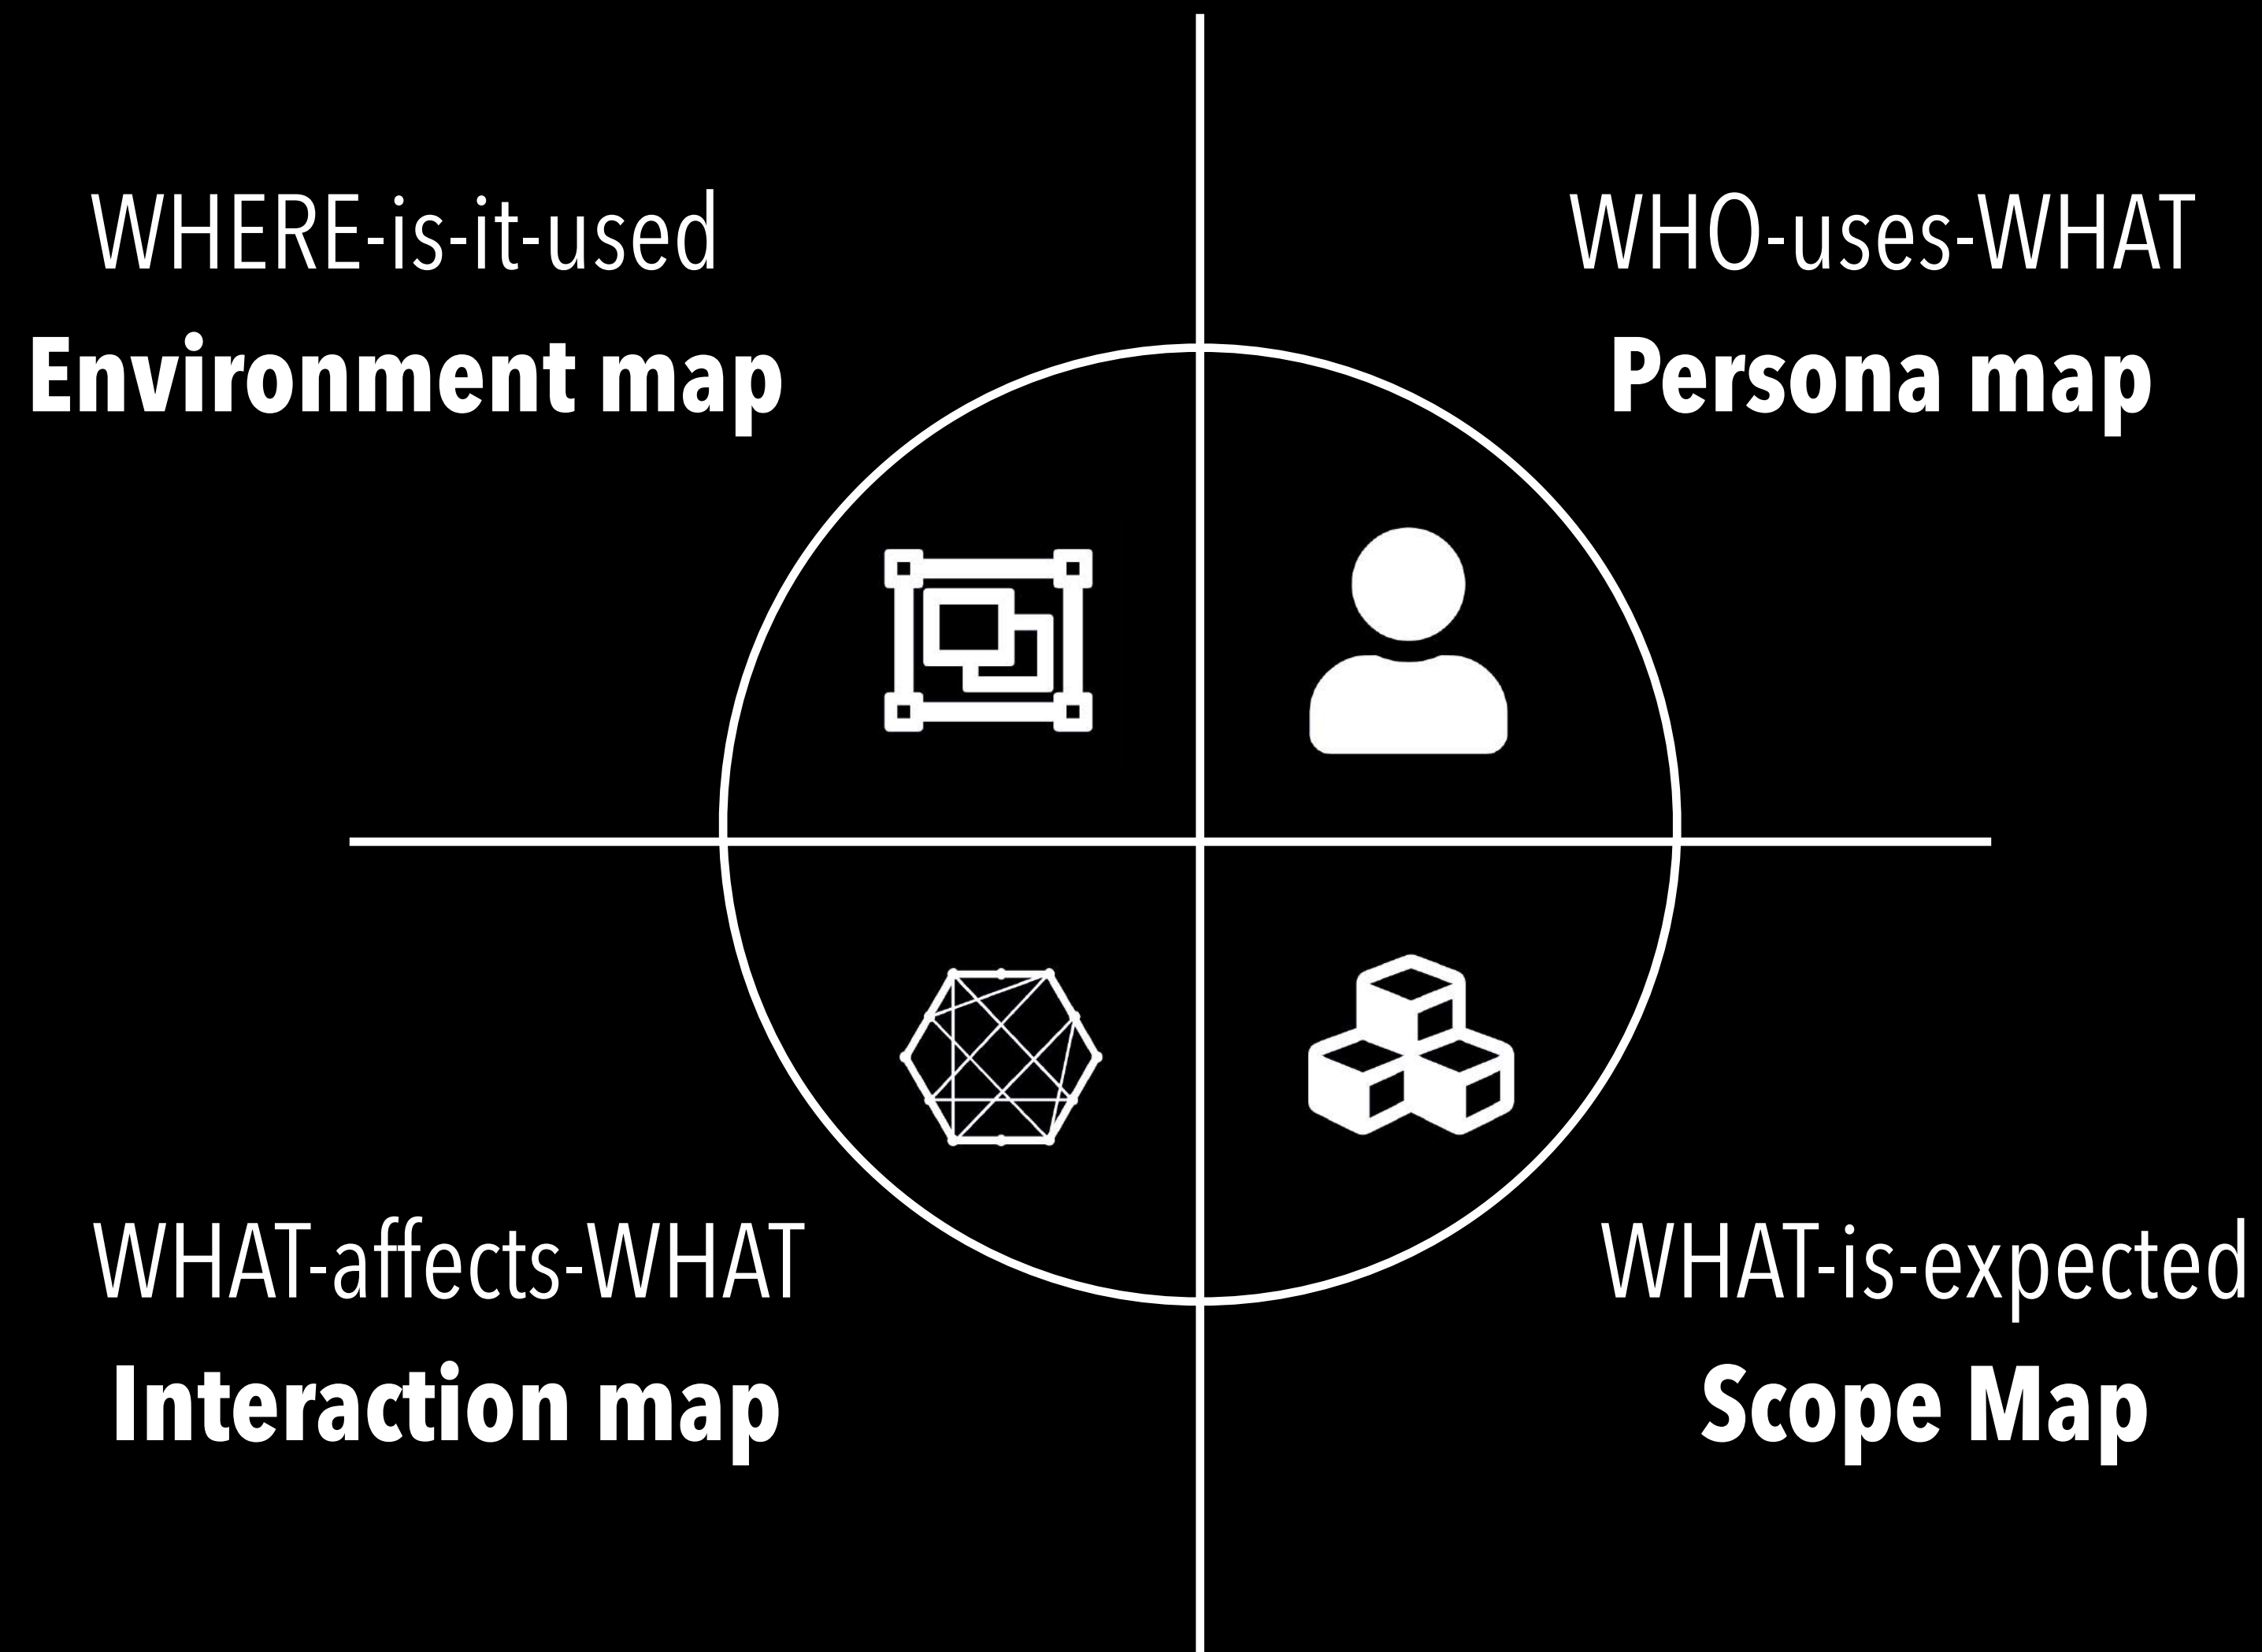 WHERE-is-it-used
Environment map
WHO-uses-WHAT
Persona map
WHAT-affects-WHAT
Interaction map
WHAT-is-expected
Scope Map